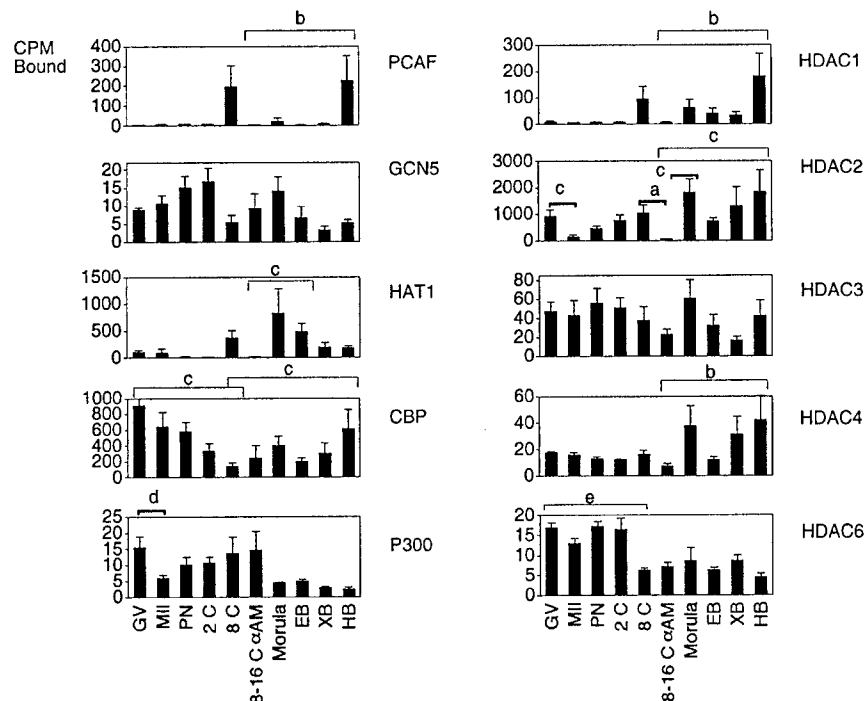 CPM
Bound
b
400
300
200
100
0
PCAF
20
15
10
5
0
GCN5
c
1500
1000
500
0
HAT1
c
c
1000
800
600
400
200
0
CBP
d
25
20
15
10
5
0
P300
GV
MII
PN
2 C
8 C
8-16 C αAM
Morula
EB
XB
HB
b
300
200
100
0
HDAC1
c
c
c
a
3000
2000
1000
0
HDAC2
80
60
40
20
0
HDAC3
b
60
40
20
0
HDAC4
e
20
15
10
5
0
HDAC6
GV
MII
PN
2 C
8 C
8-16 C αAM
Morula
EB
XB
HB